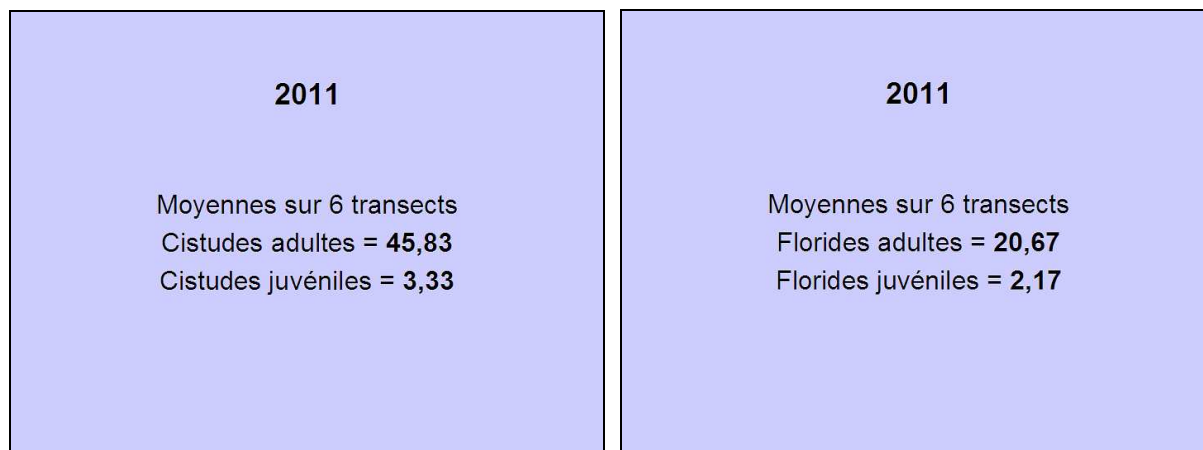 2011
Moyennes sur 6 transects
Cistudes adultes = 45,83
Cistudes juvéniles = 3,33
2011
Moyennes sur 6 transects
Florides adultes = 20,67
Florides juvéniles = 2,17